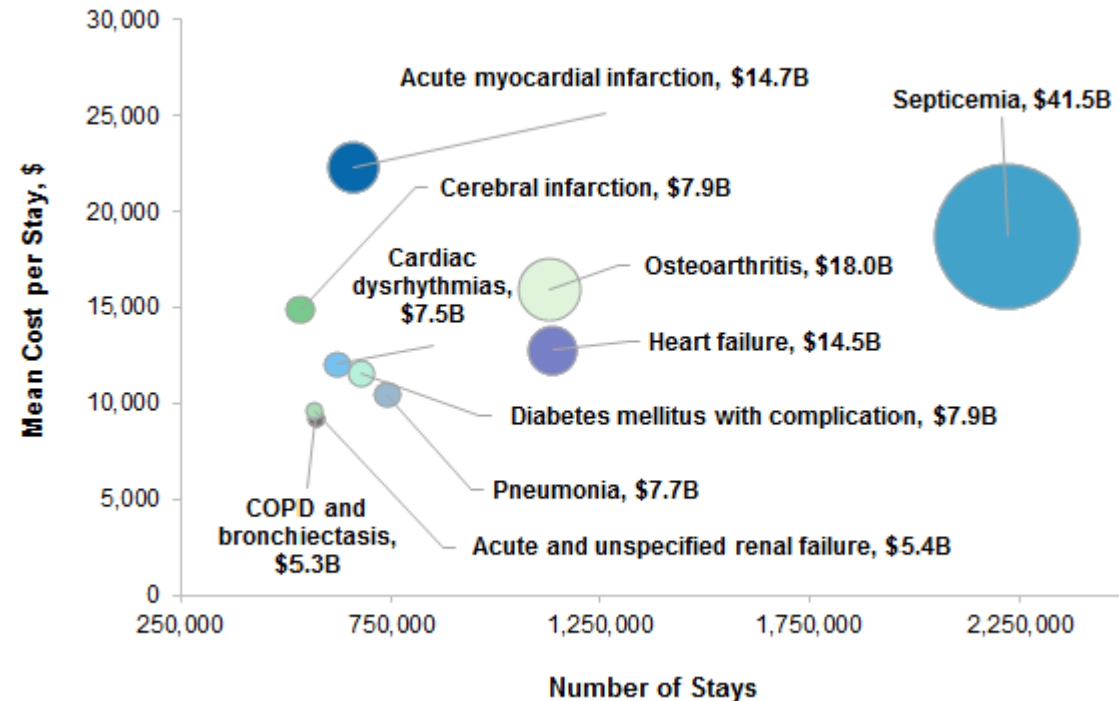 30,000
25,000
20,000
15,000
10,000
5,000
0
Mean Cost per Stay, $
Acute myocardial infarction, $14.7B
Septicemia, $41.5B
Cerebral infarction, $7.9B
Cardiac
dysrhythmias,
$7.5B
Osteoarthritis, $18.0B
Heart failure, $14.5B
Diabetes mellitus with complication, $7.9B
Pneumonia, $7.7B
COPD and
bronchiectasis,
$5.3B
Acute and unspecified renal failure, $5.4B
250,000
750,000
1,250,000
1,750,000
2,250,000
Number of Stays